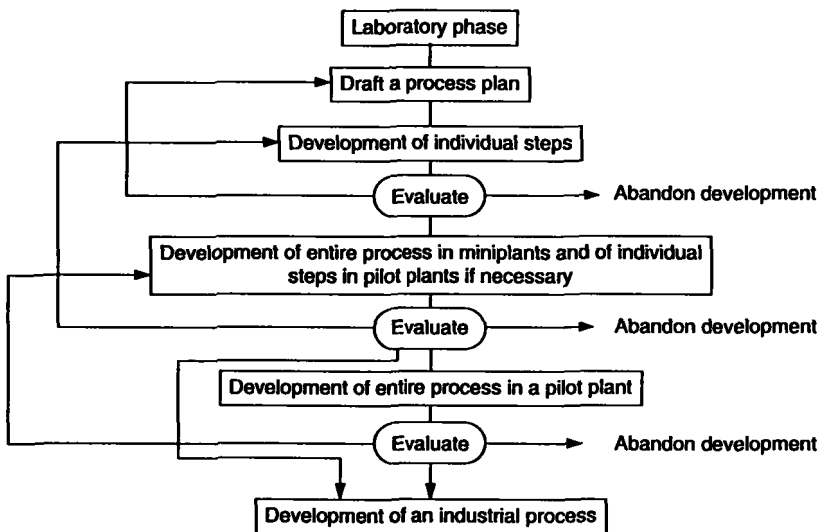 Laboratory phase
Draft a process plan
Development of individual steps
Evaluate
Abandon development
Development of entire process in miniplants and of individual
steps in pilot plants if necessary
Evaluate
Abandon development
Development of entire process in a pilot plant
Evaluate
Abandon development
Development of an industrial process